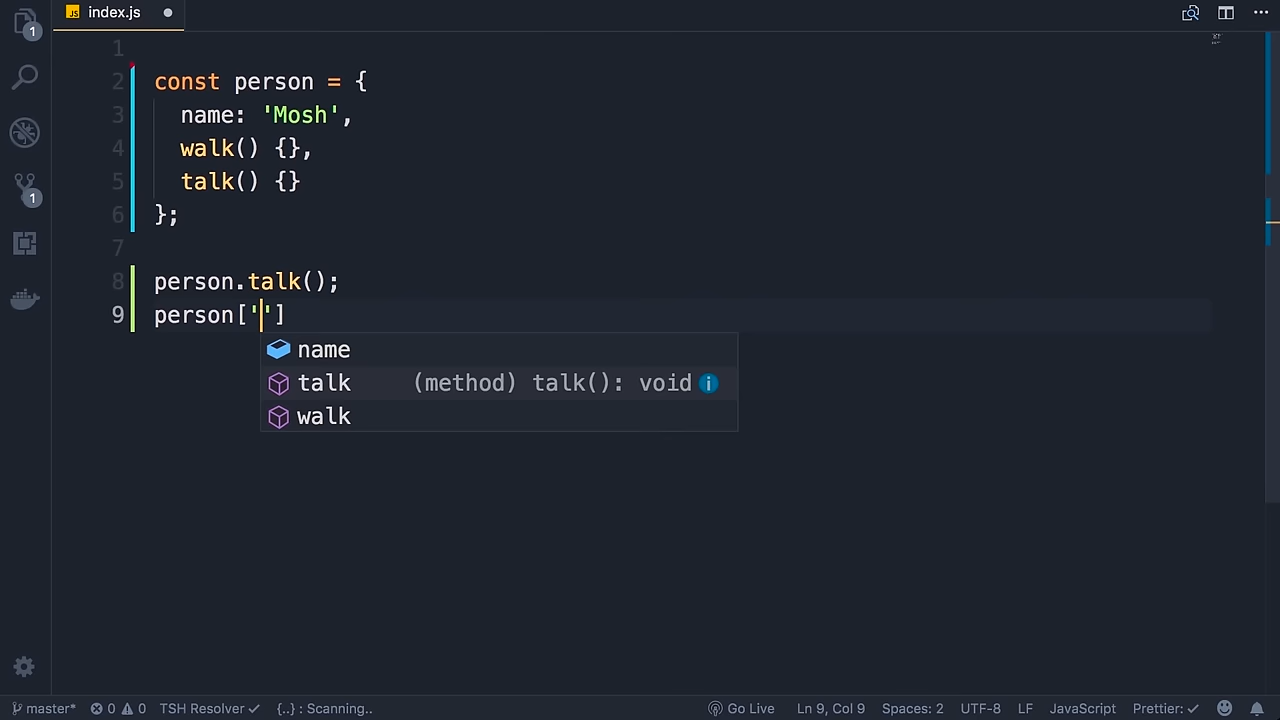 JS index.js
1
1
1
2 const person = {
3 name: 'Mosh',
4 walk() {},
5 talk() {}
6 };
7
8 person.talk();
9 person['']
name
talk (method) talk(): void i
walk
master* 0 0 TSH Resolver {..} : Scanning.. Go Live Ln 9, Col 9 Spaces: 2 UTF-8 LF JavaScript Prettier: